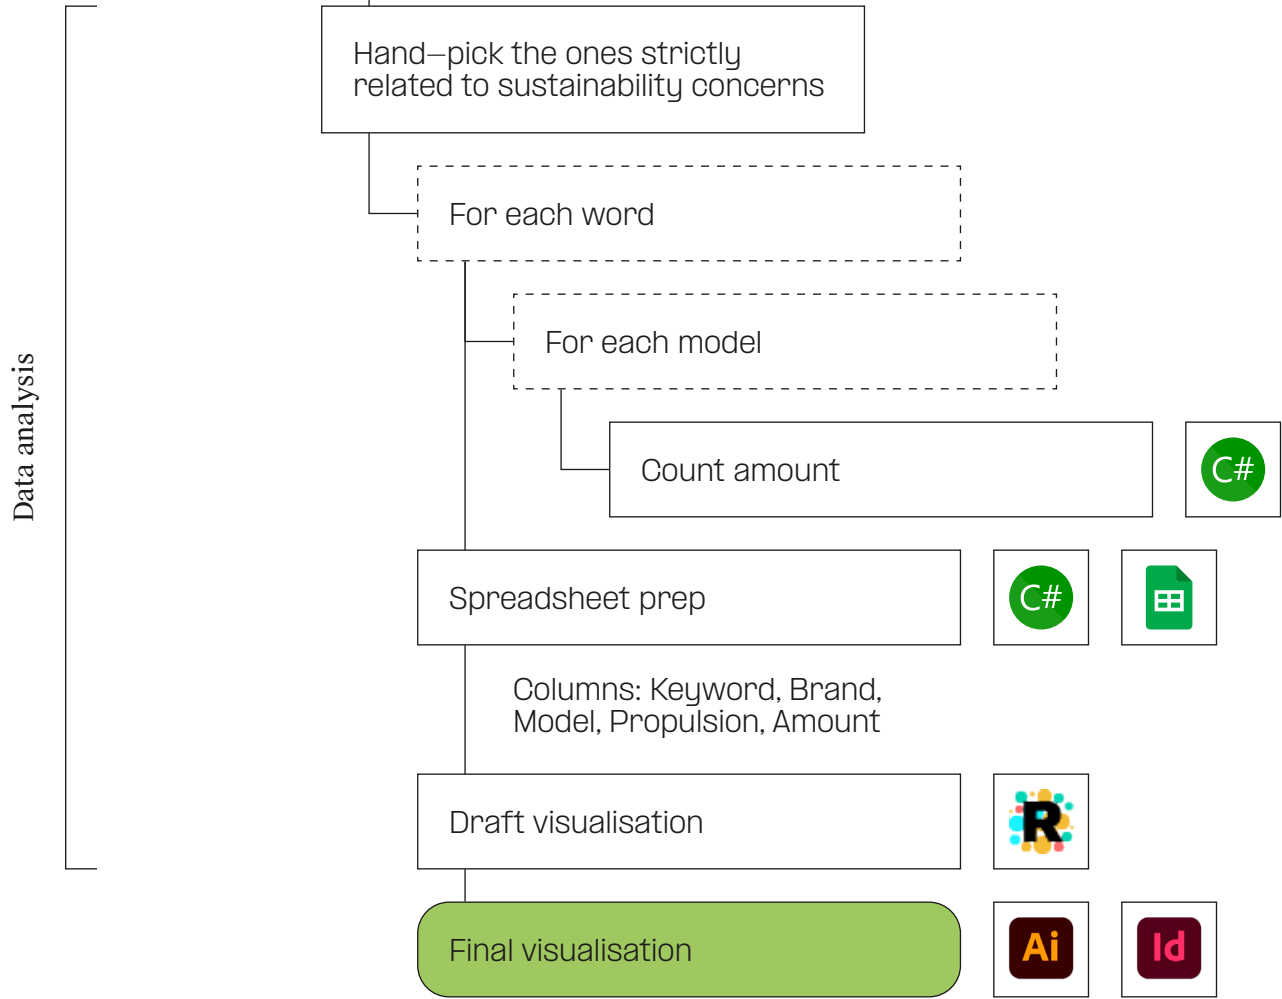 Hand–pick the ones strictly
related to sustainability concerns
For each word
For each model
Data analysis
Count amount
C#
Spreadsheet prep
C#
Columns: Keyword, Brand,
Model, Propulsion, Amount
Draft visualisation
R
Final visualisation
Ai
Id